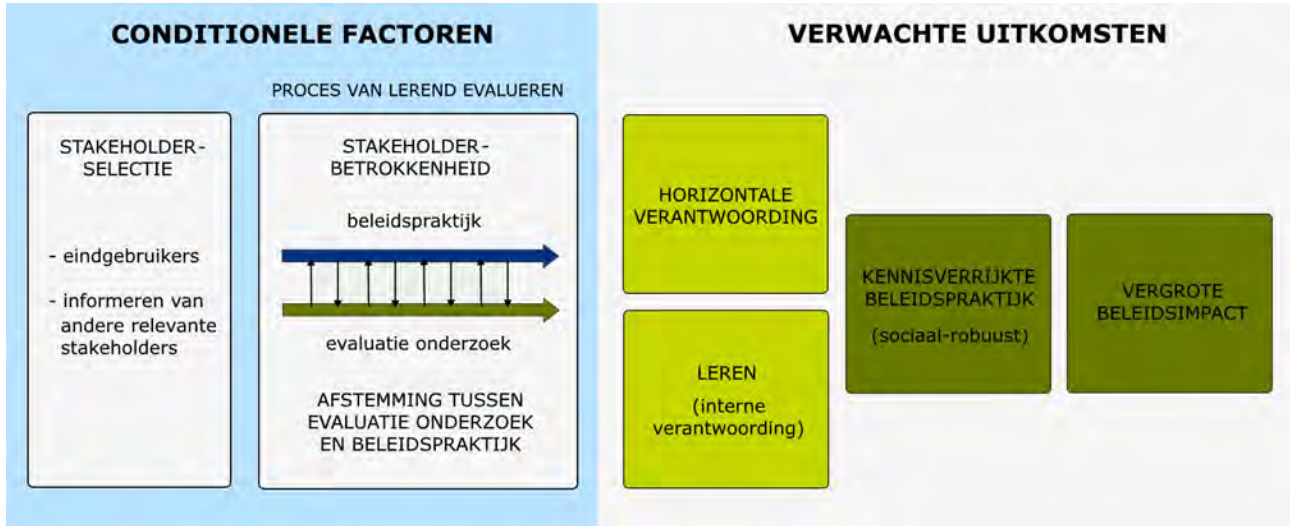 CONDITIONELE FACTOREN
PROCES VAN LEREND EVALUEREN
STAKEHOLDER-
SELECTIE
- eindgebruikers
- informeren van
andere relevante
stakeholders
STAKEHOLDER-
BETROKKENHEID
beleidspraktijk
evaluatie onderzoek
AFSTEMMING TUSSEN
EVALUATIE ONDERZOEK
EN BELEIDSPRAKTIJK
VERWACHTE UITKOMSTEN
HORIZONTALE
VERANTWOORDING
LEREN
(interne
verantwoording)
KENNISVERRIJKTE
BELEIDSPRAKTIJK
(sociaal-robuust)
VERGROTE
BELEIDSIMPACT